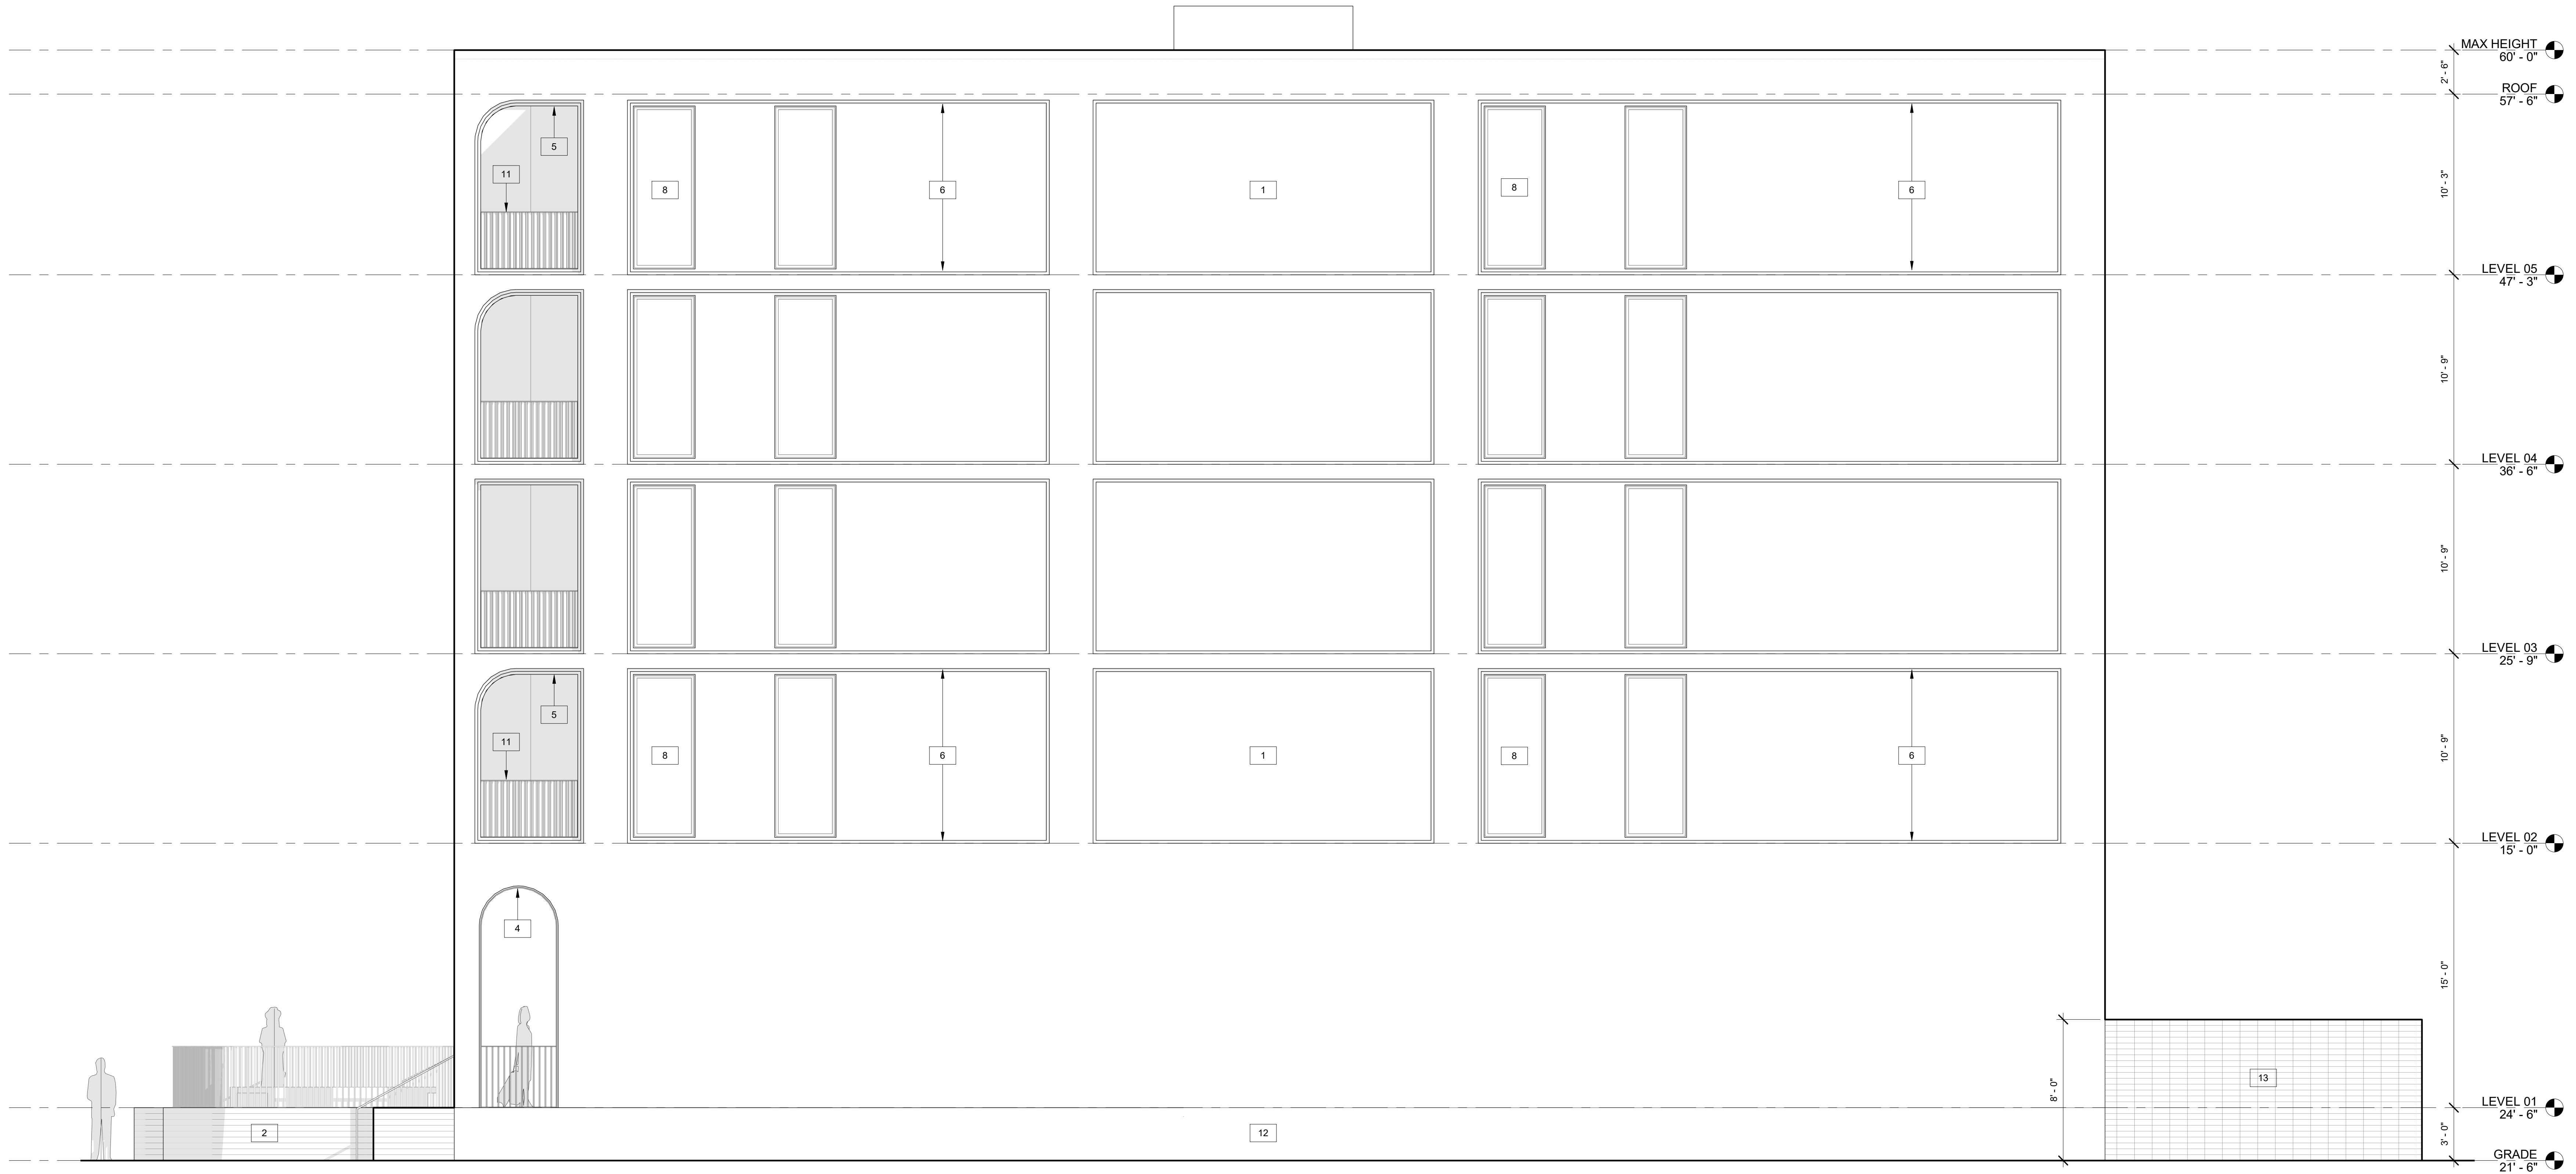 MAX HEIGHT
60' - 0"
2' - 6"
ROOF
57' - 6"
5
11
8
6
1
8
6
10' - 3"
LEVEL 05
47' - 3"
10' - 9"
LEVEL 04
36' - 6"
10' - 9"
LEVEL 03
25' - 9"
5
11
8
6
1
8
6
10' - 9"
LEVEL 02
15' - 0"
4
15' - 0"
8' - 0"
13
LEVEL 01
24' - 6"
2
12
3' - 0"
GRADE
21' - 6"